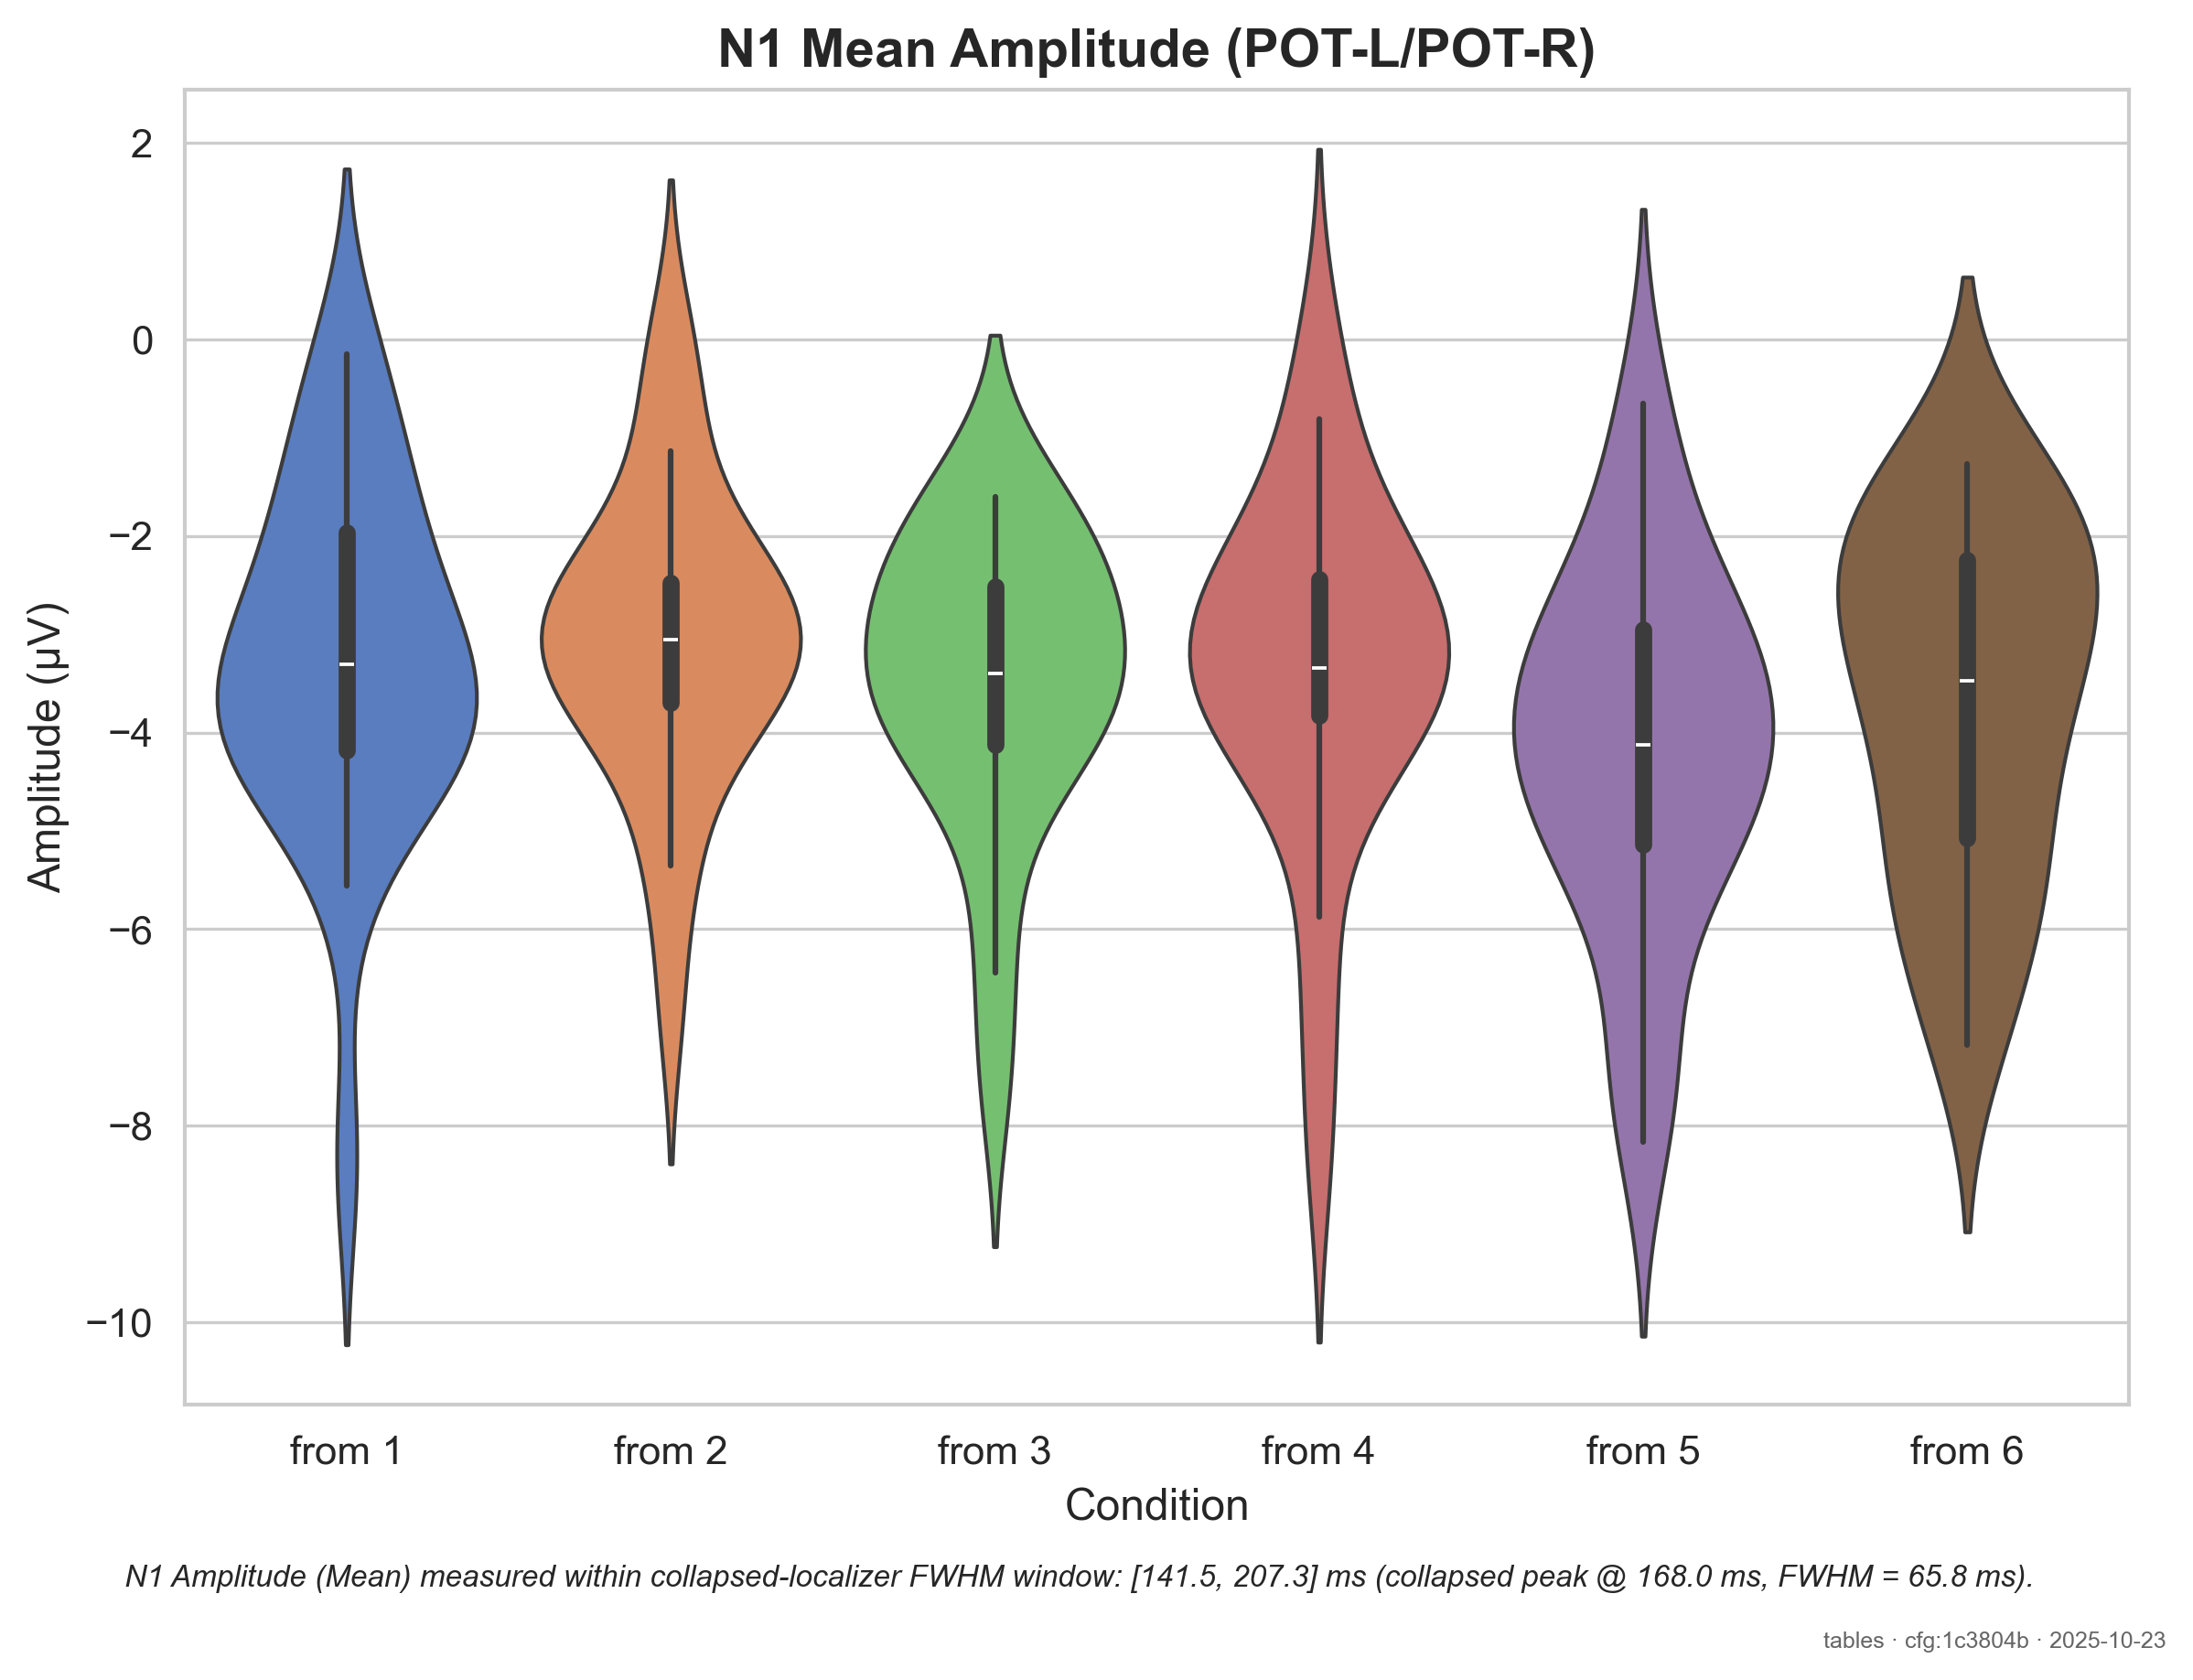 N1 Mean Amplitude (POT-L/POT-R)
Amplitude (µV)
2
0
−2
−4
−6
−8
−10
from 1 from 2 from 3 from 4 from 5 from 6
Condition
N1 Amplitude (Mean) measured within collapsed-localizer FWHM window: [141.5, 207.3] ms (collapsed peak @ 168.0 ms, FWHM = 65.8 ms).
tables · cfg:1c3804b · 2025-10-23